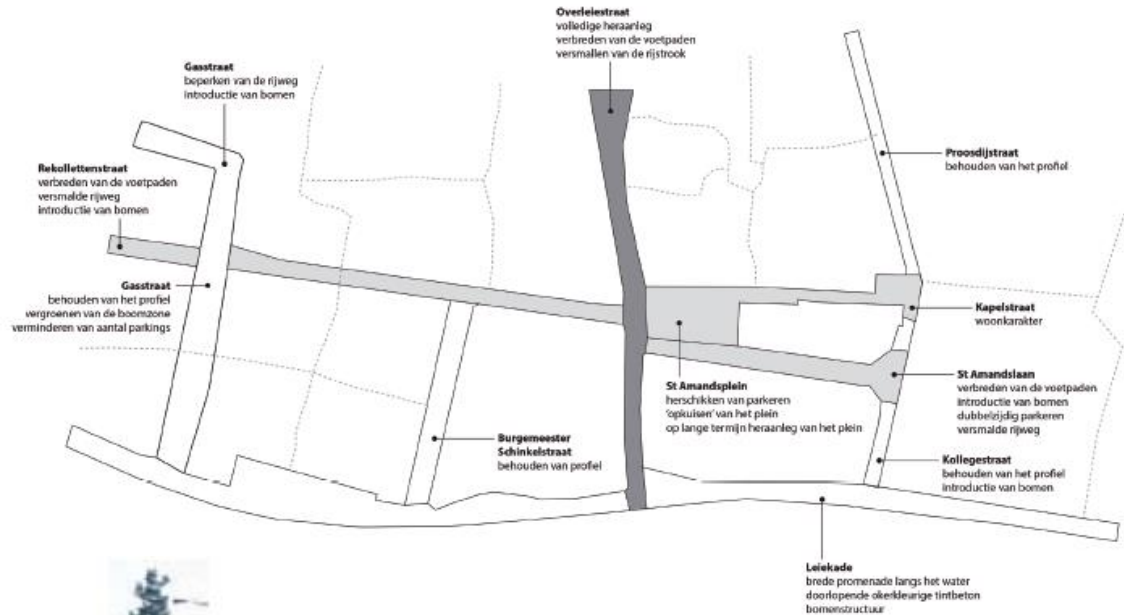 Overleiestraat
volledige heraanleg
verbreden van de voetpaden
versmallen van de rijstrook
Gasstraat
beperken van de rijweg
introductie van bomen
Rekollettenstraat
verbreden van de voetpaden
versmalde rijweg
introductie van bomen
Proosdijstraat
behouden van het profiel
Gasstraat
behouden van het profiel
vergroenen van de boomzone
verminderen van aantal parkings
Kapelstraat
woonkarakter
St Amandsplein
herschikken van parkeren
'opkuisen' van het plein
op lange termijn heraanleg van het plein
St Amandslaan
verbreden van de voetpaden
introductie van bomen
dubbelzijdig parkeren
versmalde rijweg
Burgemeester
Schinkelstraat
behouden van profiel
Kollegestraat
behouden van het profiel
introductie van bomen
Leiekade
brede promenade langs het water
doorlopende okerkleurige tintbeton
bomenstructuur